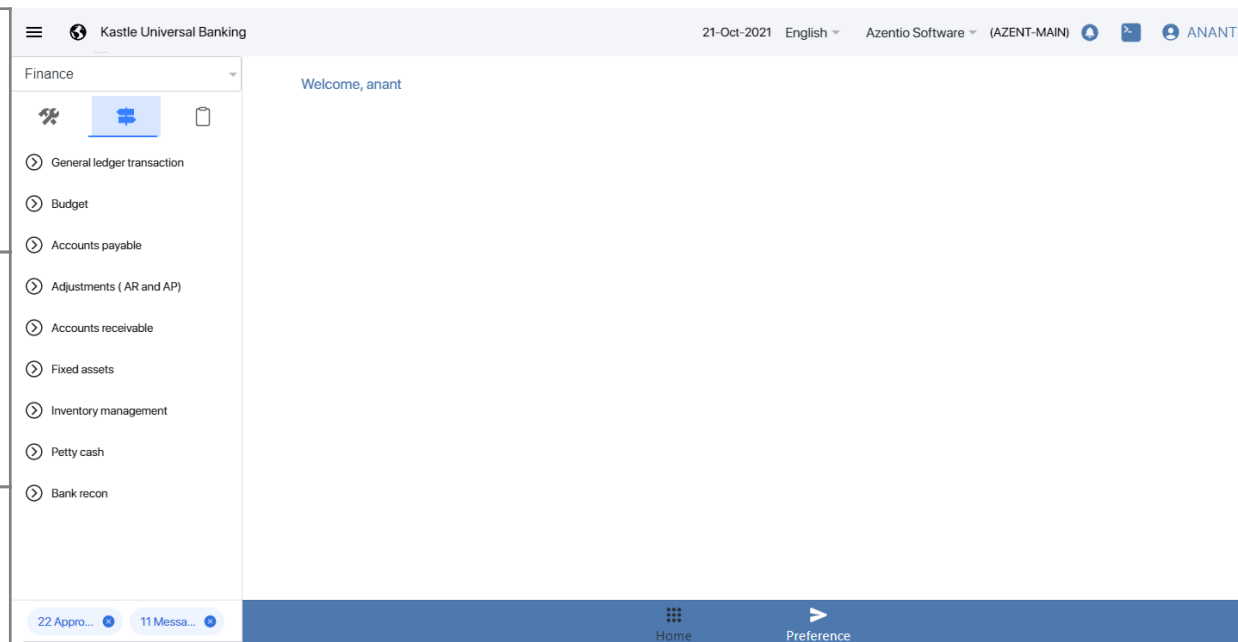 Kastle Universal Banking 21-Oct-2021 English Azentio Software (AZENT-MAIN) ANANT
Finance
Welcome, anant
General ledger transaction
Budget
Accounts payable
Adjustments ( AR and AP)
Accounts receivable
Fixed assets
Inventory management
Petty cash
Bank recon
22 Appro... 11 Messa...
Home Preference